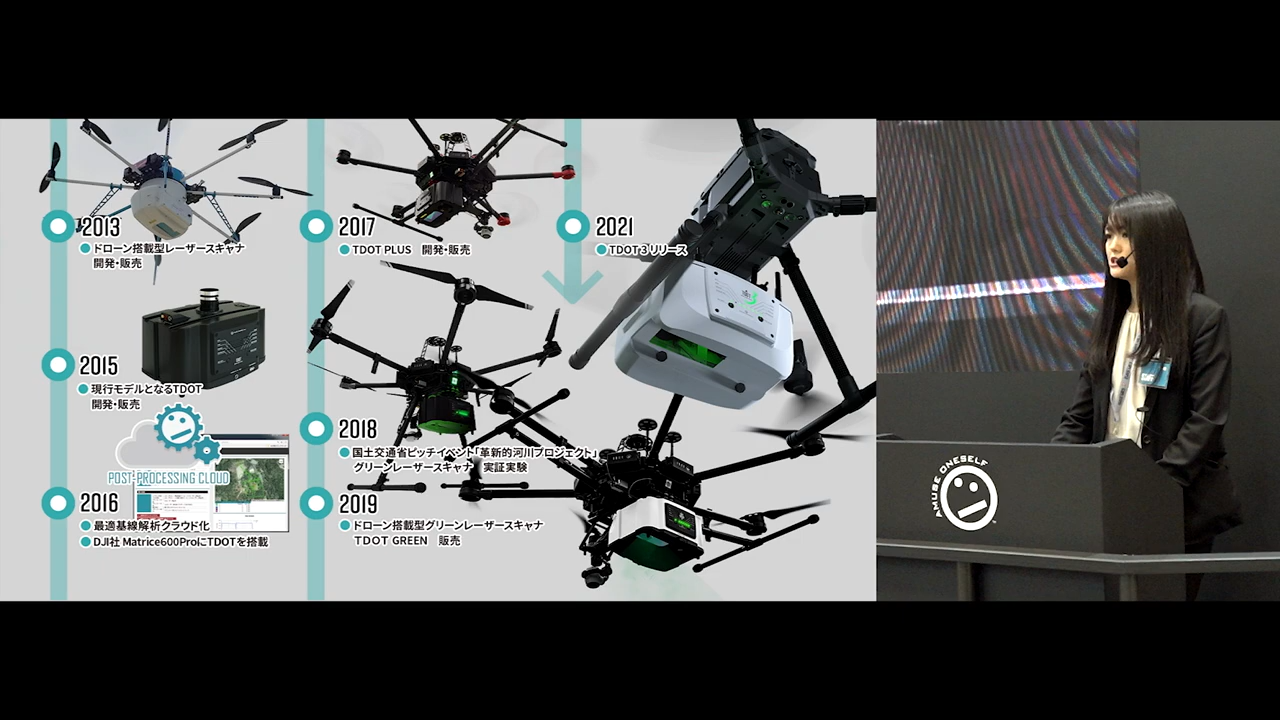 2013
ドローン搭載型レーザースキャナ
開発・販売
2015
現行モデルとなるTDOT
開発・販売
POST-PROCESSING CLOUD
2016
最適基線解析クラウド化
DJI社 Matrice600ProにTDOTを搭載
2017
TDOT PLUS 開発・販売
2018
国土交通省ピッチイベント「革新的河川プロジェクト」
グリーンレーザースキャナ 実証実験
2019
ドローン搭載型グリーンレーザースキャナ
TDOT GREEN 販売
2021
TDOT 3 リリース
AMUSE ONESELF